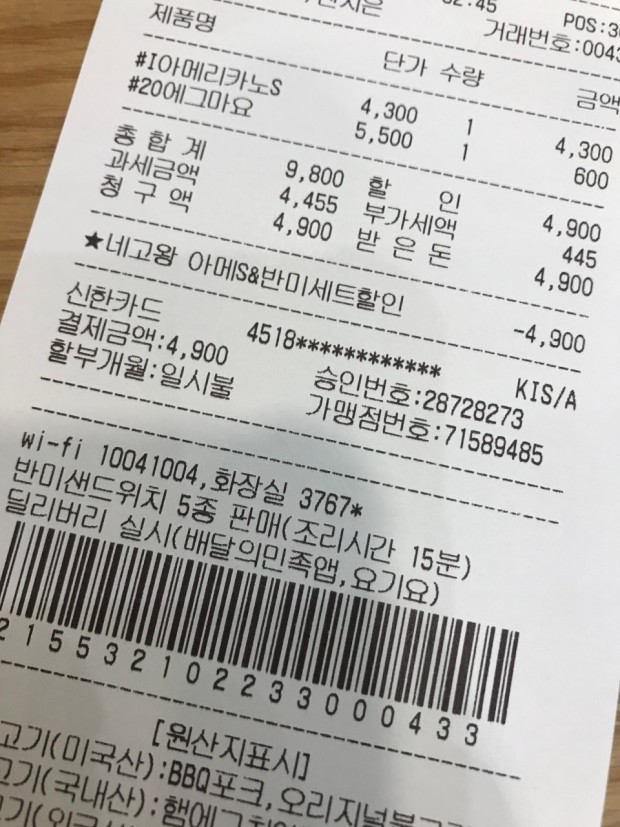 02:45 POS:3
거래번호:0043
제품명 단가 수량 금액
#I아메리카노S 4,300 1 4,300
#20에그마요 5,500 1 600
총 합 계 9,800 할 인 4,900
과세금액 4,455 부가세액 445
청 구 액 4,900 받 은 돈 4,900
★네고왕 아메S&반미세트할인 -4,900
신한카드 4518************ KIS/A
결제금액:4,900 승인번호:28728273
할부개월:일시불 가맹점번호:71589485
wi-fi 10041004,화장실 3767*
반미샌드위치 5종 판매(조리시간 15분)
딜리버리 실시(배달의민족앱,요기요)
2155321022330000433
[원산지표시]
고기(미국산):BBQ포크,오리지널불고기
고기(국내산):햄에그치